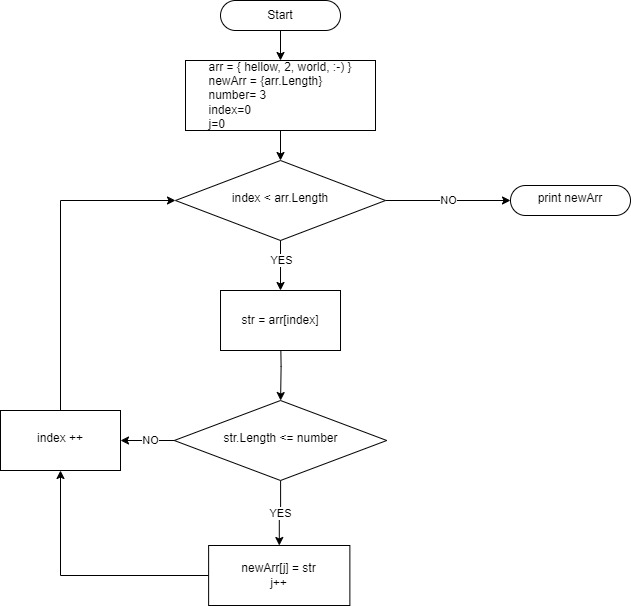 Start
arr = { hellow, 2, world, :-) }
newArr = {arr.Length}
number= 3
index=0
j=0
index < arr.Length
NO
print newArr
YES
str = arr[index]
index ++
NO
str.Length <= number
YES
newArr[j] = str
j++